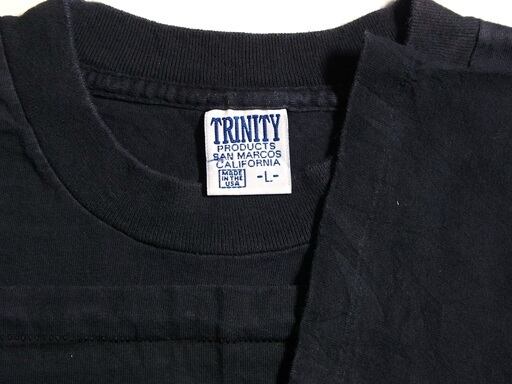 TRINITY
PRODUCTS
SAN MARCOS
CALIFORNIA
MADE
IN THE
USA
-L-